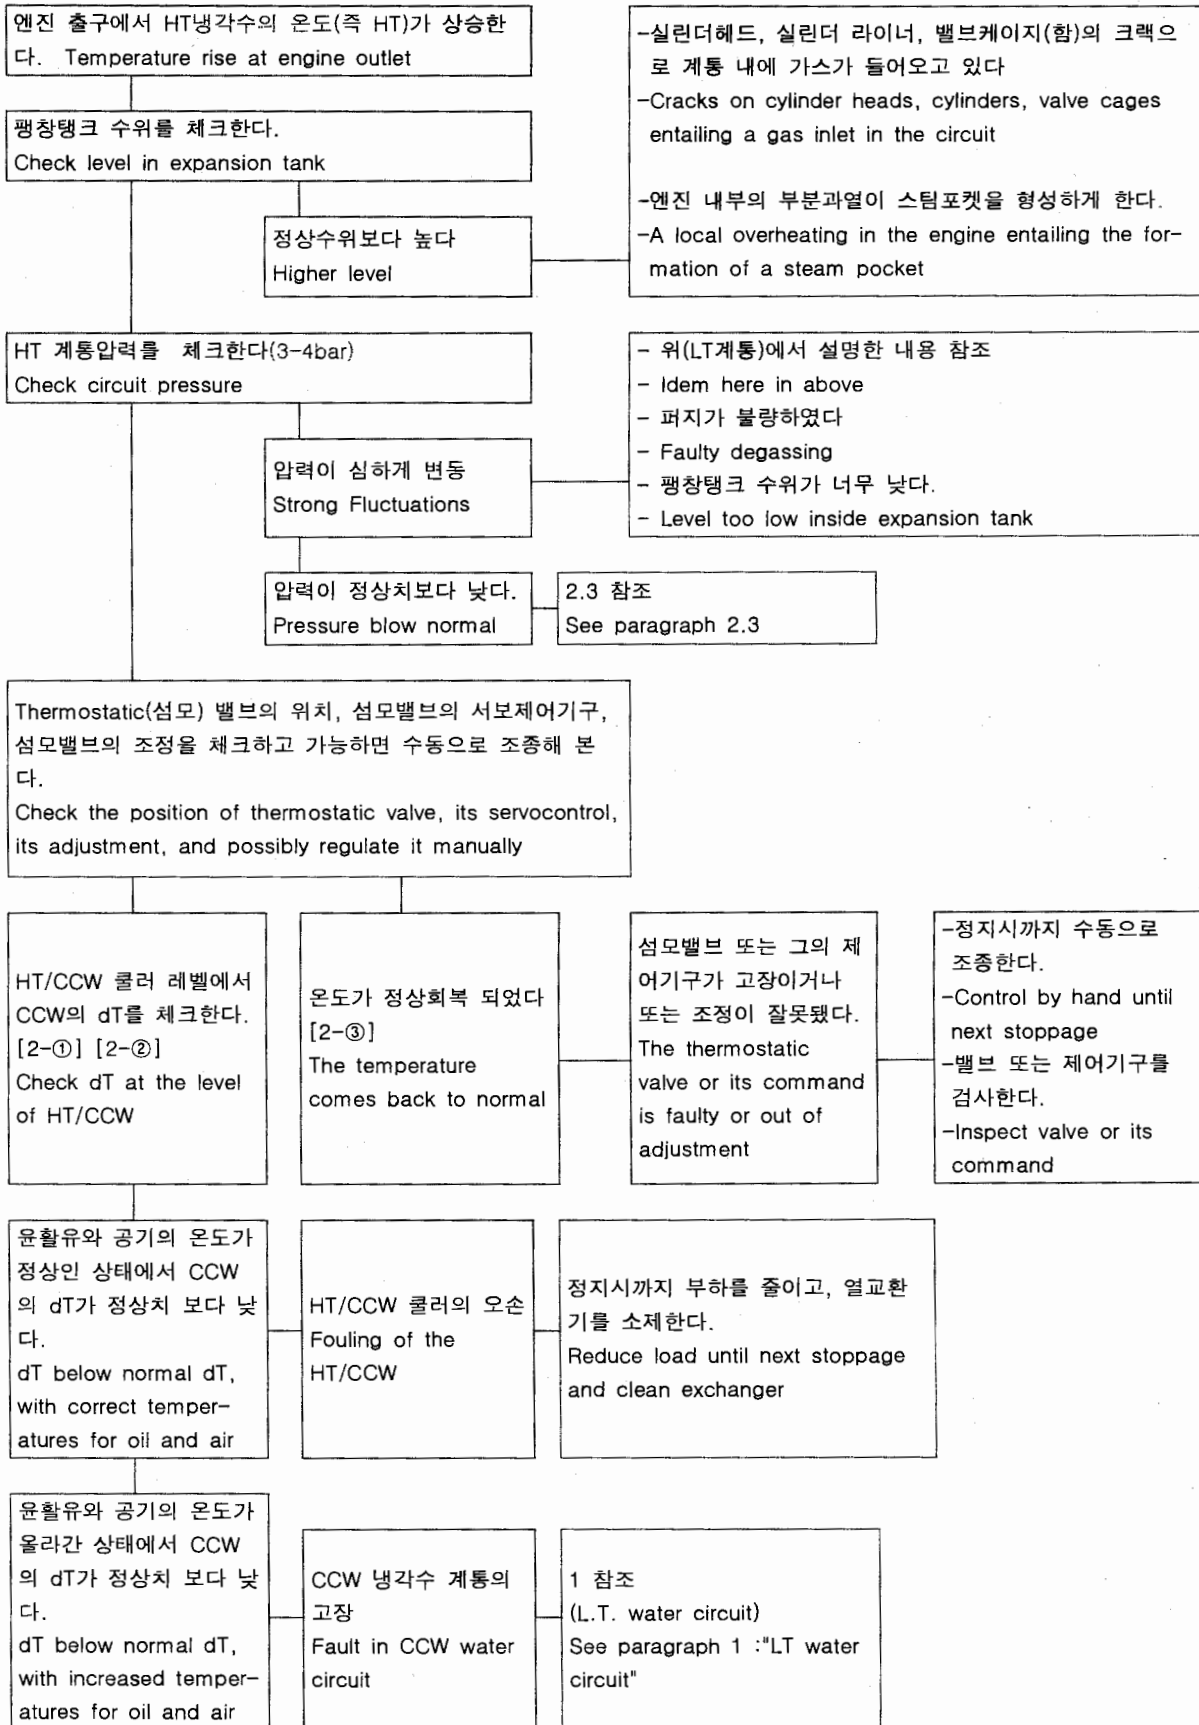 엔진 출구에서 HT냉각수의 온도(즉 HT)가 상승한
다. Temperature rise at engine outlet
팽창탱크 수위를 체크한다.
Check level in expansion tank
정상수위보다 높다
Higher level
-실린더헤드, 실린더 라이너, 밸브케이지(함)의 크랙으
로 계통 내에 가스가 들어오고 있다
-Cracks on cylinder heads, cylinders, valve cages
entailing a gas inlet in the circuit
-엔진 내부의 부분과열이 스팀포켓을 형성하게 한다.
-A local overheating in the engine entailing the for-
mation of a steam pocket
HT 계통압력를 체크한다(3-4bar)
Check circuit pressure
압력이 심하게 변동
Strong Fluctuations
- 위(LT계통)에서 설명한 내용 참조
- Idem here in above
- 퍼지가 불량하였다
- Faulty degassing
- 팽창탱크 수위가 너무 낮다.
- Level too low inside expansion tank
압력이 정상치보다 낮다.
Pressure blow normal
2.3 참조
See paragraph 2.3
Thermostatic(섬모) 밸브의 위치, 섬모밸브의 서보제어기구,
섬모밸브의 조정을 체크하고 가능하면 수동으로 조종해 본
다.
Check the position of thermostatic valve, its servocontrol,
its adjustment, and possibly regulate it manually
HT/CCW 쿨러 레벨에서
CCW의 dT를 체크한다.
[2-①] [2-②]
Check dT at the level
of HT/CCW
온도가 정상회복 되었다
[2-③]
The temperature
comes back to normal
섬모밸브 또는 그의 제
어기구가 고장이거나
또는 조정이 잘못됐다.
The thermostatic
valve or its command
is faulty or out of
adjustment
-정지시까지 수동으로
조종한다.
-Control by hand until
next stoppage
-밸브 또는 제어기구를
검사한다.
-Inspect valve or its
command
윤활유와 공기의 온도가
정상인 상태에서 CCW
의 dT가 정상치 보다 낮
다.
dT below normal dT,
with correct temper-
atures for oil and air
HT/CCW 쿨러의 오손
Fouling of the
HT/CCW
정지시까지 부하를 줄이고, 열교환
기를 소제한다.
Reduce load until next stoppage
and clean exchanger
윤활유와 공기의 온도가
올라간 상태에서 CCW
의 dT가 정상치 보다 낮
다.
dT below normal dT,
with increased temper-
atures for oil and air
CCW 냉각수 계통의
고장
Fault in CCW water
circuit
1 참조
(L.T. water circuit)
See paragraph 1 :"LT water
circuit"